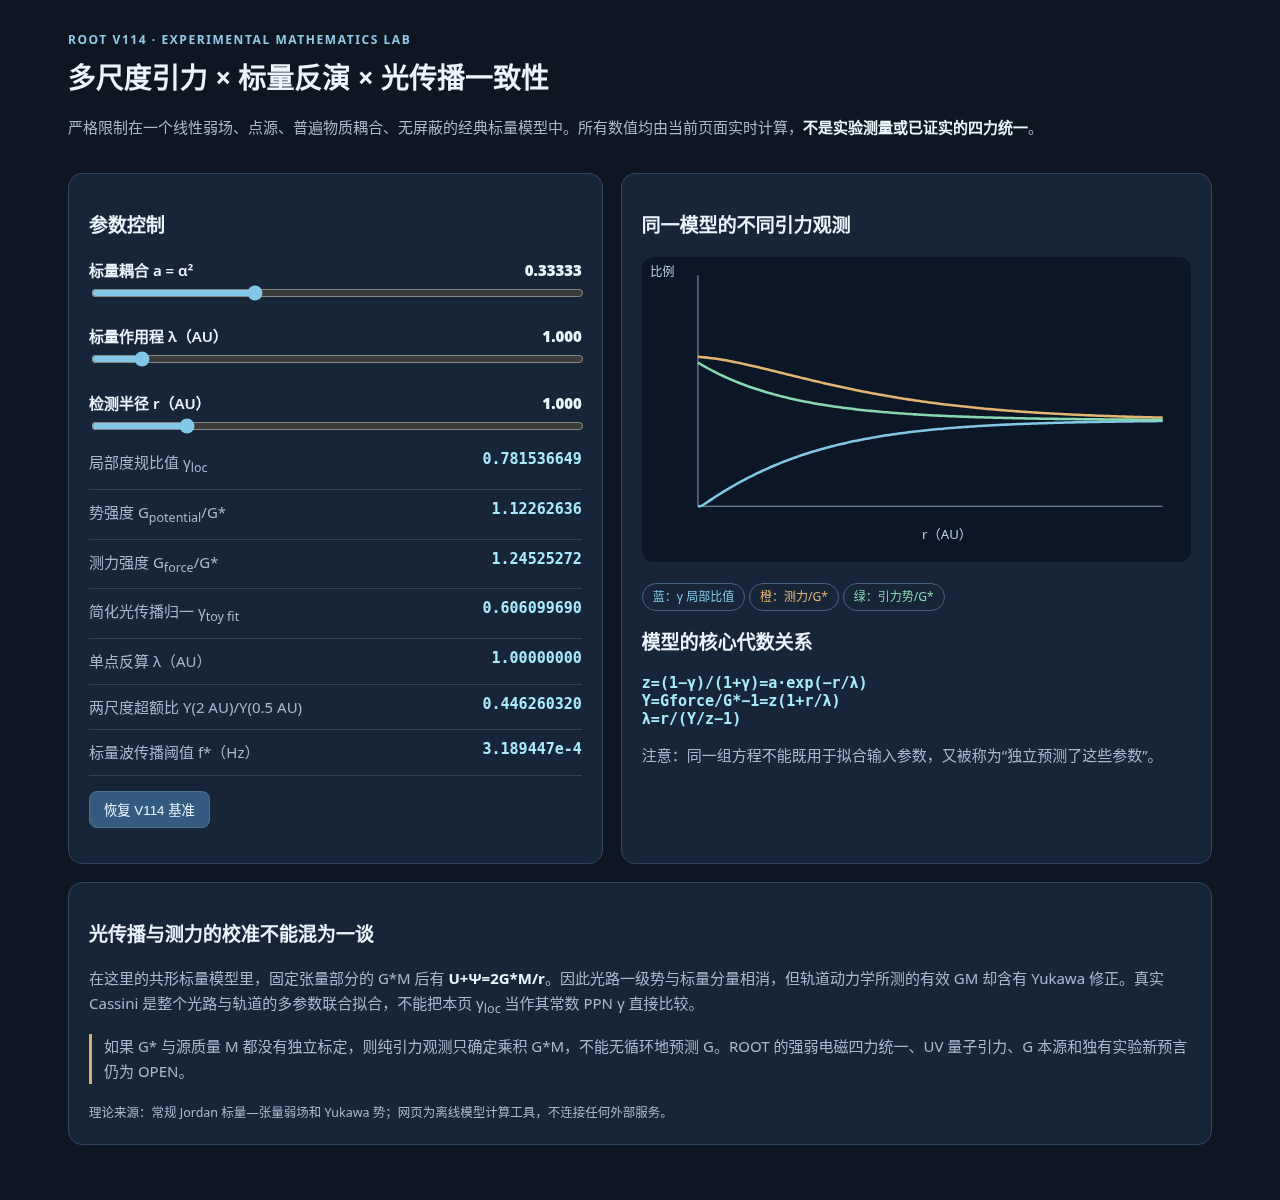 ROOT V114 · EXPERIMENTAL MATHEMATICS LAB
多尺度引力 × 标量反演 × 光传播一致性
严格限制在一个线性弱场、点源、普遍物质耦合、无屏蔽的经典标量模型中。所有数值均由当前页面实时计算，不是实验测量或已证实的四力统一。
参数控制
标量耦合 a = α² 0.33333
标量作用程 λ（AU） 1.000
检测半径 r（AU） 1.000
局部度规比值 γloc 0.781536649
势强度 Gpotential/G* 1.12262636
测力强度 Gforce/G* 1.24525272
简化光传播归一 γtoy fit 0.606099690
单点反算 λ（AU） 1.00000000
两尺度超额比 Y(2 AU)/Y(0.5 AU) 0.446260320
标量波传播阈值 f*（Hz） 3.189447e-4
恢复 V114 基准
同一模型的不同引力观测
比例
r（AU）
蓝：γ 局部比值 橙：测力/G* 绿：引力势/G*
模型的核心代数关系
z=(1−γ)/(1+γ)=a·exp(−r/λ)
Y=Gforce/G*−1=z(1+r/λ)
λ=r/(Y/z−1)
注意：同一组方程不能既用于拟合输入参数，又被称为“独立预测了这些参数”。
光传播与测力的校准不能混为一谈
在这里的共形标量模型里，固定张量部分的 G*M 后有 U+Ψ=2G*M/r。因此光路一级势与标量分量相消，但轨道动力学所测的有效 GM 却含有 Yukawa 修正。真实
Cassini 是整个光路与轨道的多参数联合拟合，不能把本页 γloc 当作其常数 PPN γ 直接比较。
如果 G* 与源质量 M 都没有独立标定，则纯引力观测只确定乘积 G*M，不能无循环地预测 G。ROOT 的强弱电磁四力统一、UV 量子引力、G 本源和独有实验新预言
仍为 OPEN。
理论来源：常规 Jordan 标量—张量弱场和 Yukawa 势；网页为离线模型计算工具，不连接任何外部服务。